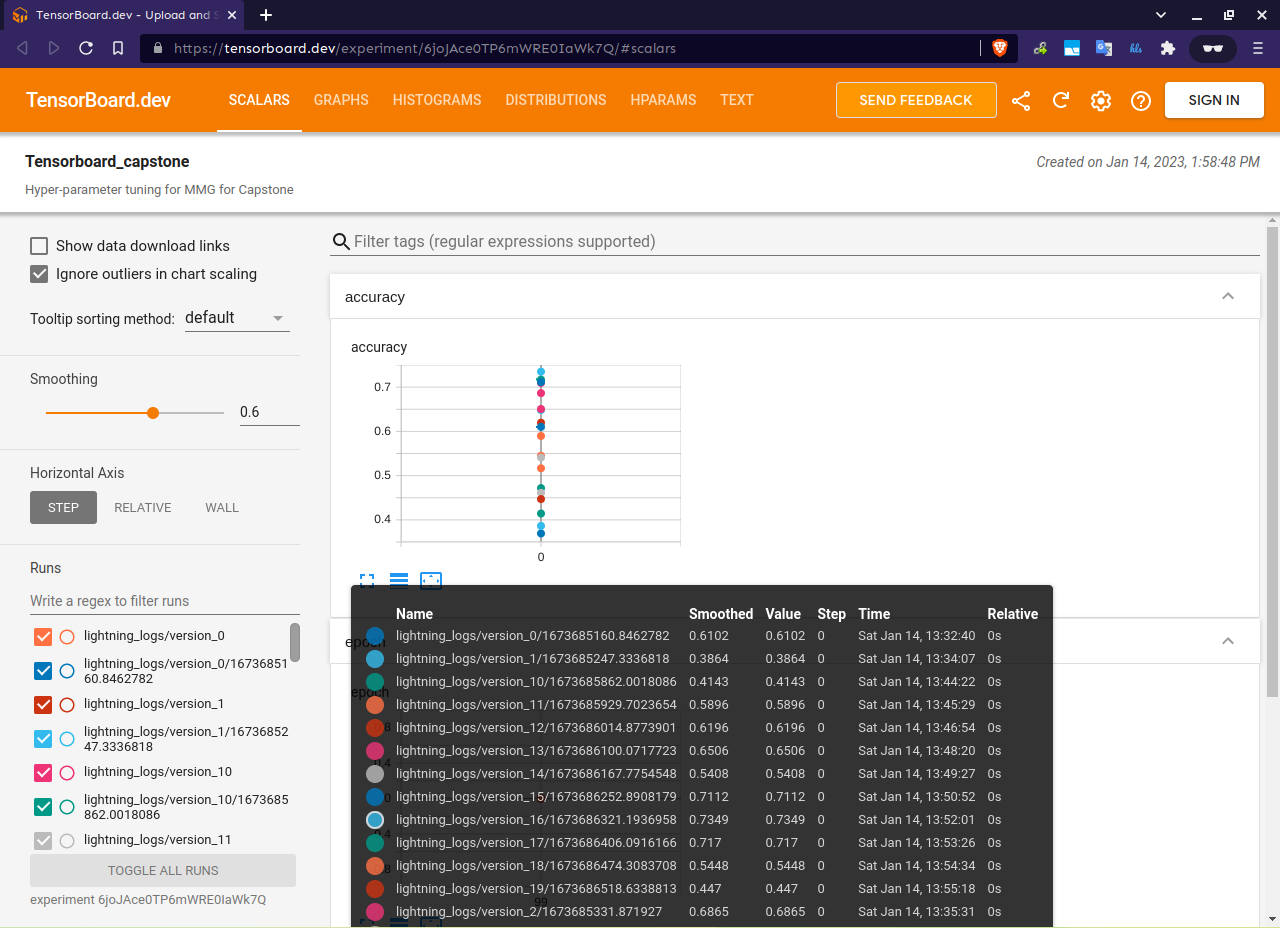 TensorBoard.dev - Upload and S
https://tensorboard.dev/experiment/6joJAce0TP6mWRE0IaWk7Q/#scalars
TensorBoard.dev SCALARS GRAPHS HISTOGRAMS DISTRIBUTIONS HPARAMS TEXT SEND FEEDBACK SIGN IN
Tensorboard_capstone
Created on Jan 14, 2023, 1:58:48 PM
Hyper-parameter tuning for MMG for Capstone
Show data download links
Ignore outliers in chart scaling
Tooltip sorting method: default
Smoothing
0.6
Horizontal Axis
STEP RELATIVE WALL
Runs
Write a regex to filter runs
lightning_logs/version_0
lightning_logs/version_0/16736851
60.8462782
lightning_logs/version_1
lightning_logs/version_1/16736852
47.3336818
lightning_logs/version_10
lightning_logs/version_10/1673685
862.0018086
lightning_logs/version_11
TOGGLE ALL RUNS
experiment 6joJAce0TP6mWRE0IaWk7Q
Filter tags (regular expressions supported)
accuracy
accuracy
0.7
0.6
0.5
0.4
0
epoch
epoch
Name Smoothed Value Step Time Relative
lightning_logs/version_0/1673685160.8462782 0.6102 0.6102 0 Sat Jan 14, 13:32:40 0s
lightning_logs/version_1/1673685247.3336818 0.3864 0.3864 0 Sat Jan 14, 13:34:07 0s
lightning_logs/version_10/1673685862.0018086 0.4143 0.4143 0 Sat Jan 14, 13:44:22 0s
lightning_logs/version_11/1673685929.7023654 0.5896 0.5896 0 Sat Jan 14, 13:45:29 0s
lightning_logs/version_12/1673686014.8773901 0.6196 0.6196 0 Sat Jan 14, 13:46:54 0s
lightning_logs/version_13/1673686100.0717723 0.6506 0.6506 0 Sat Jan 14, 13:48:20 0s
lightning_logs/version_14/1673686167.7754548 0.5408 0.5408 0 Sat Jan 14, 13:49:27 0s
lightning_logs/version_15/1673686252.8908179 0.7112 0.7112 0 Sat Jan 14, 13:50:52 0s
lightning_logs/version_16/1673686321.1936958 0.7349 0.7349 0 Sat Jan 14, 13:52:01 0s
lightning_logs/version_17/1673686406.0916166 0.717 0.717 0 Sat Jan 14, 13:53:26 0s
lightning_logs/version_18/1673686474.3083708 0.5448 0.5448 0 Sat Jan 14, 13:54:34 0s
lightning_logs/version_19/1673686518.6338813 0.447 0.447 0 Sat Jan 14, 13:55:18 0s
lightning_logs/version_2/1673685331.871927 0.6865 0.6865 0 Sat Jan 14, 13:35:31 0s
99